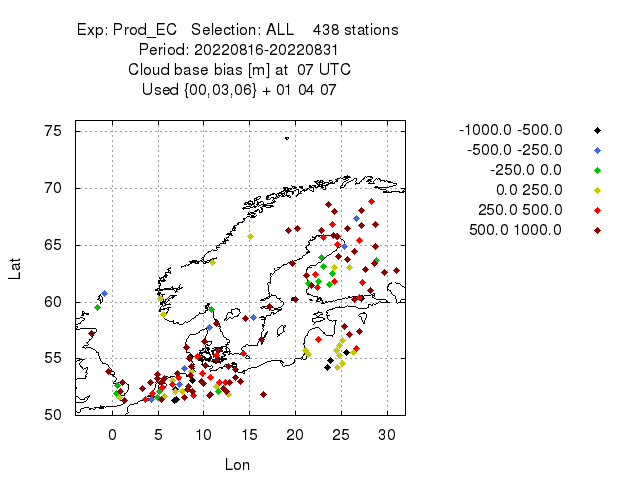 Exp: Prod_EC   Selection: ALL    438 stations
Period: 20220816-20220831
Cloud base bias [m] at  07 UTC
Used {00,03,06} + 01 04 07
-1000.0 -500.0
-500.0 -250.0
-250.0 0.0
0.0 250.0
250.0 500.0
500.0 1000.0
Lat
75
70
65
60
55
50
0 5 10 15 20 25 30
Lon